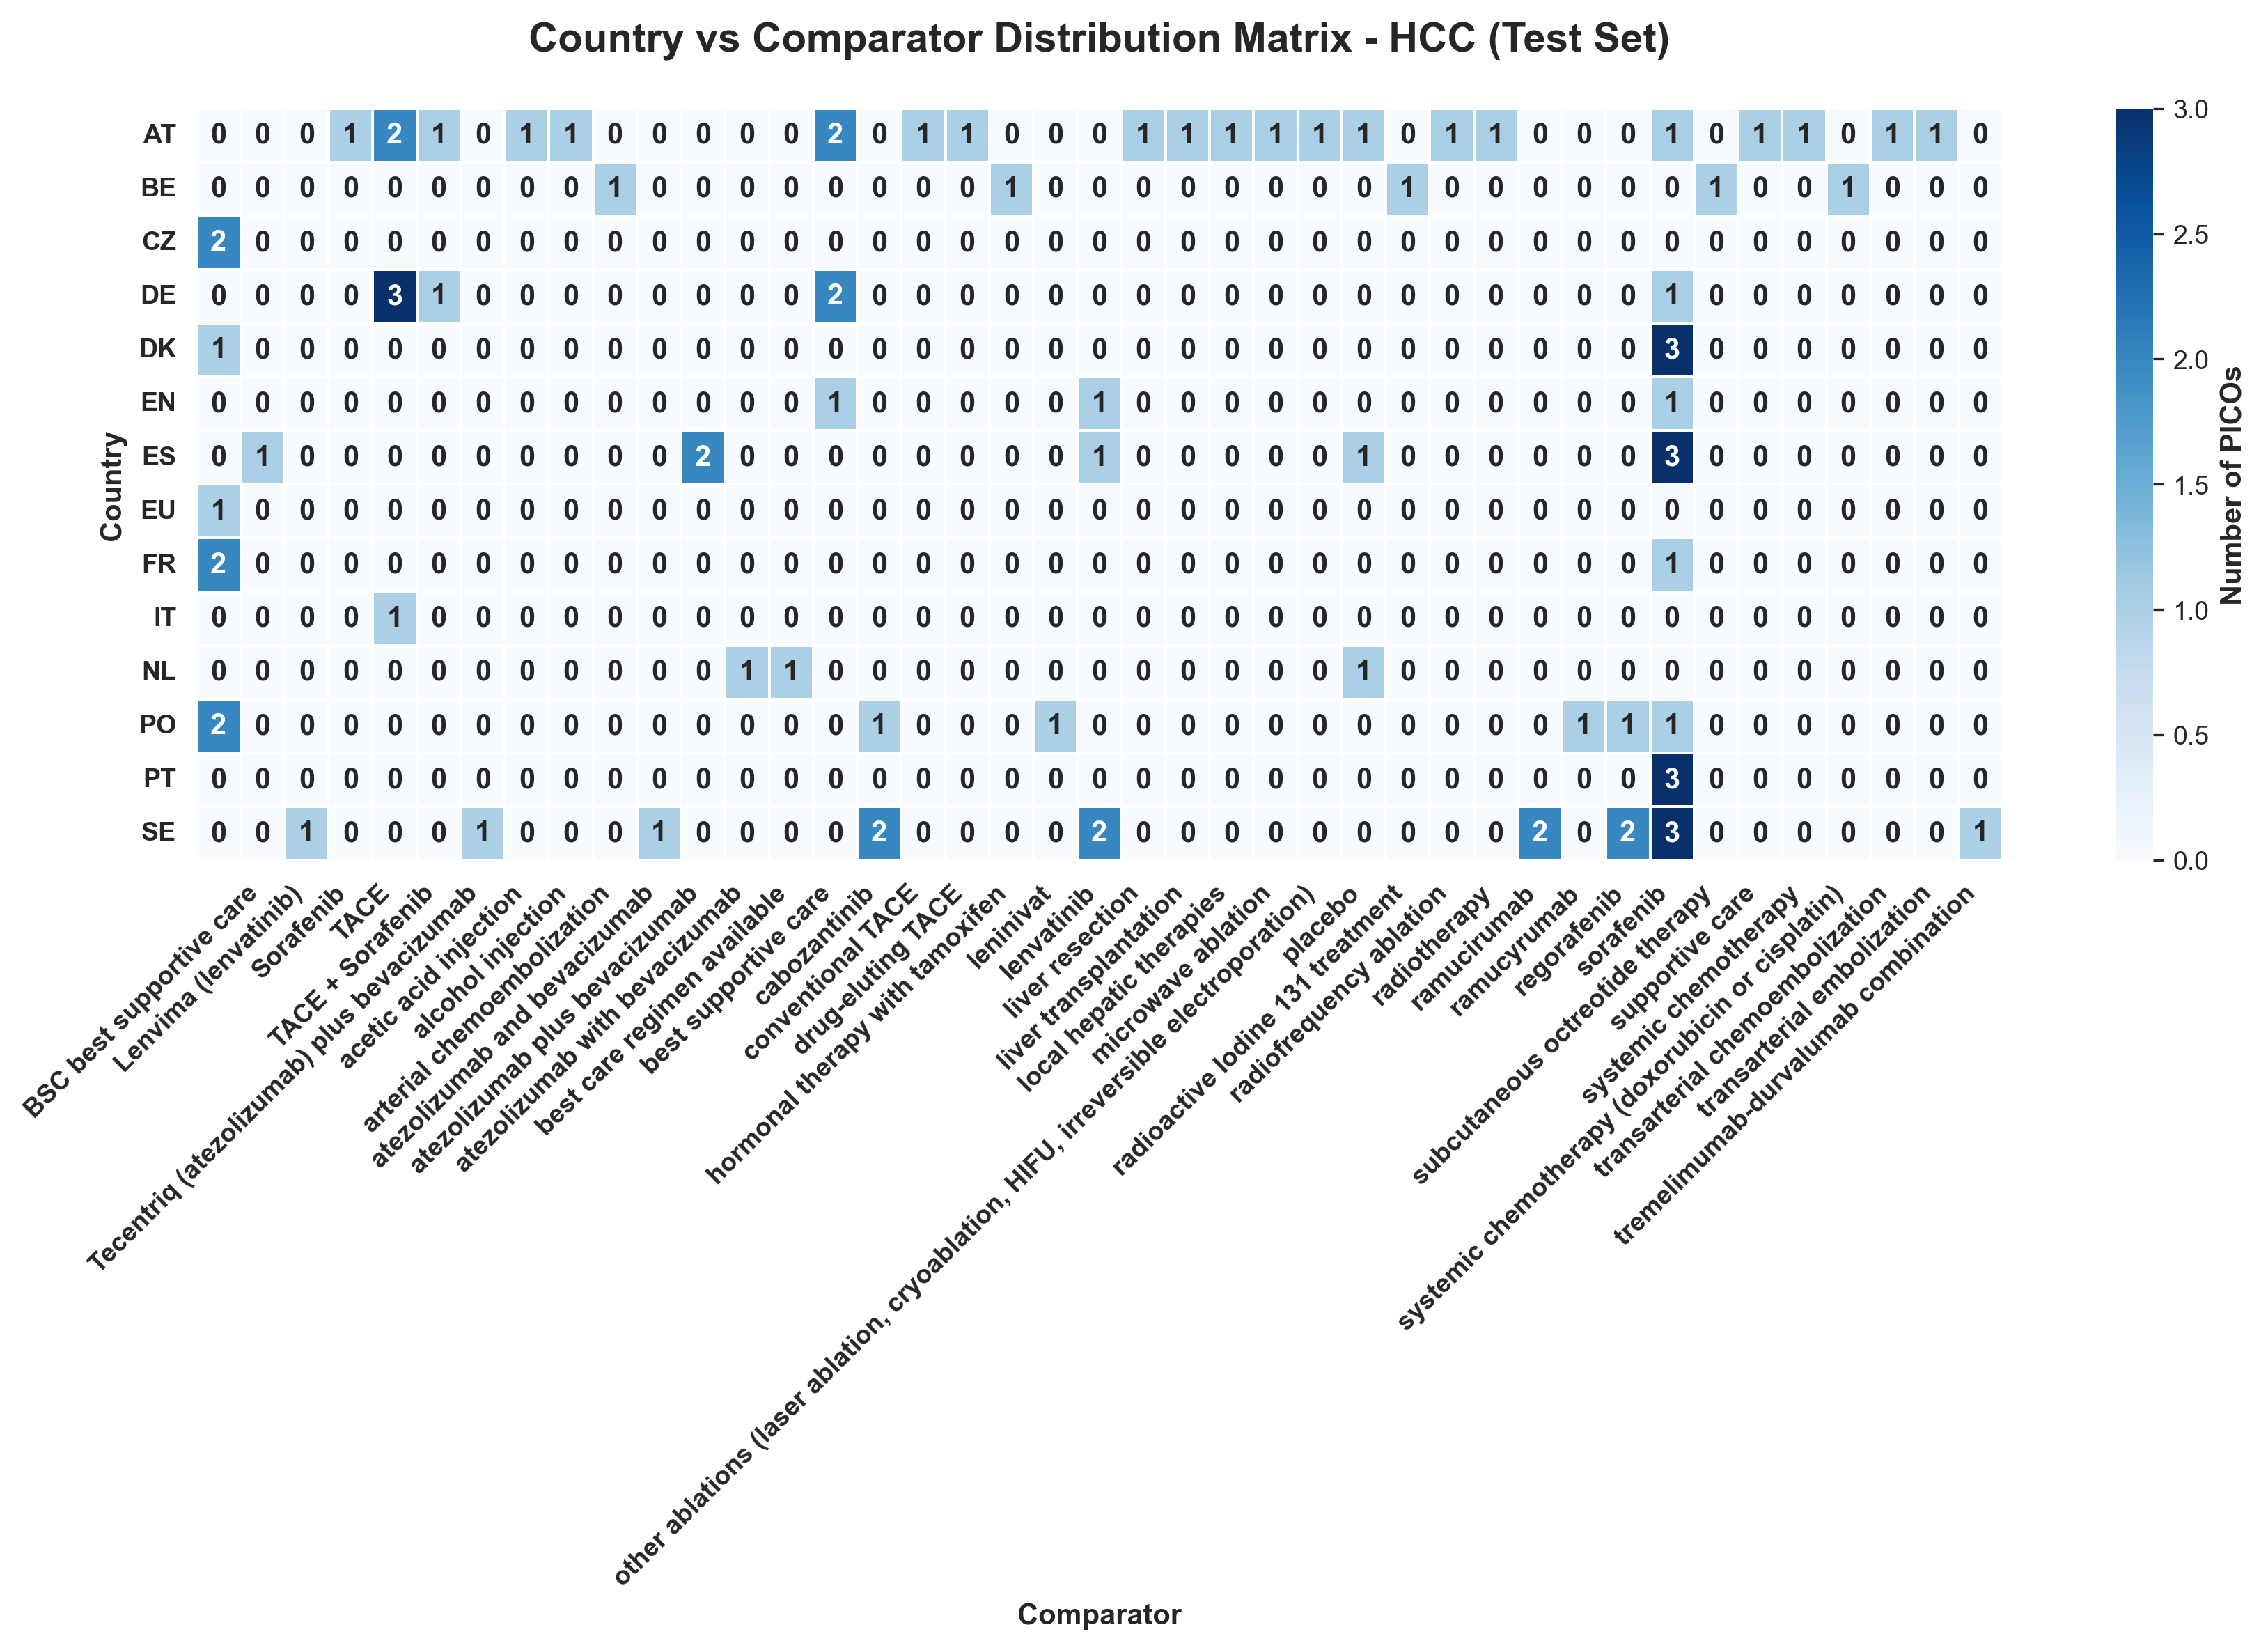 Country vs Comparator Distribution Matrix - HCC (Test Set)
AT 0 0 0 1 2 1 0 1 1 0 0 0 0 0 2 0 1 1 0 0 0 1 1 1 1 1 1 0 1 1 0 0 0 1 0 1 1 0 1 1 0
BE 0 0 0 0 0 0 0 0 0 1 0 0 0 0 0 0 0 0 1 0 0 0 0 0 0 0 0 1 0 0 0 0 0 0 1 0 0 1 0 0 0
CZ 2 0 0 0 0 0 0 0 0 0 0 0 0 0 0 0 0 0 0 0 0 0 0 0 0 0 0 0 0 0 0 0 0 0 0 0 0 0 0 0 0
DE 0 0 0 0 3 1 0 0 0 0 0 0 0 0 2 0 0 0 0 0 0 0 0 0 0 0 0 0 0 0 0 0 0 1 0 0 0 0 0 0 0
DK 1 0 0 0 0 0 0 0 0 0 0 0 0 0 0 0 0 0 0 0 0 0 0 0 0 0 0 0 0 0 0 0 0 3 0 0 0 0 0 0 0
EN 0 0 0 0 0 0 0 0 0 0 0 0 0 0 1 0 0 0 0 0 1 0 0 0 0 0 0 0 0 0 0 0 0 1 0 0 0 0 0 0 0
ES 0 1 0 0 0 0 0 0 0 0 0 2 0 0 0 0 0 0 0 0 1 0 0 0 0 0 1 0 0 0 0 0 0 3 0 0 0 0 0 0 0
EU 1 0 0 0 0 0 0 0 0 0 0 0 0 0 0 0 0 0 0 0 0 0 0 0 0 0 0 0 0 0 0 0 0 0 0 0 0 0 0 0 0
FR 2 0 0 0 0 0 0 0 0 0 0 0 0 0 0 0 0 0 0 0 0 0 0 0 0 0 0 0 0 0 0 0 0 1 0 0 0 0 0 0 0
IT 0 0 0 0 1 0 0 0 0 0 0 0 0 0 0 0 0 0 0 0 0 0 0 0 0 0 0 0 0 0 0 0 0 0 0 0 0 0 0 0 0
NL 0 0 0 0 0 0 0 0 0 0 0 0 1 1 0 0 0 0 0 0 0 0 0 0 0 0 1 0 0 0 0 0 0 0 0 0 0 0 0 0 0
PO 2 0 0 0 0 0 0 0 0 0 0 0 0 0 0 1 0 0 0 1 0 0 0 0 0 0 0 0 0 0 0 1 1 1 0 0 0 0 0 0 0
PT 0 0 0 0 0 0 0 0 0 0 0 0 0 0 0 0 0 0 0 0 0 0 0 0 0 0 0 0 0 0 0 0 0 3 0 0 0 0 0 0 0
SE 0 0 1 0 0 0 1 0 0 0 1 0 0 0 0 2 0 0 0 0 2 0 0 0 0 0 0 0 0 0 2 0 2 3 0 0 0 0 0 0 1
Country
BSC best supportive care
Lenvima (lenvatinib)
Sorafenib
TACE
TACE + Sorafenib
Tecentriq (atezolizumab) plus bevacizumab
acetic acid injection
alcohol injection
arterial chemoembolization
atezolizumab and bevacizumab
atezolizumab plus bevacizumab
atezollizumab with bevacizumab
best care regimen available
best supportive care
cabozantinib
conventional TACE
drug-eluting TACE
hormonal therapy with tamoxifen
leninivat
lenvatinib
liver resection
liver transplantation
local hepatic therapies
microwave ablation
other ablations (laser ablation, cryoablation, HIFU, irreversible electroporation)
placebo
radioactive Iodine 131 treatment
radiofrequency ablation
radiotherapy
ramucirumab
ramucyrumab
regorafenib
sorafenib
subcutaneous octreotide therapy
supportive care
systemic chemotherapy
systemic chemotherapy (doxorubicin or cisplatin)
transarterial chemoembolization
transarterial embolization
tremelimumab-durvalumab combination
Comparator
3.0
2.5
2.0
1.5
1.0
0.5
0.0
Number of PICOs